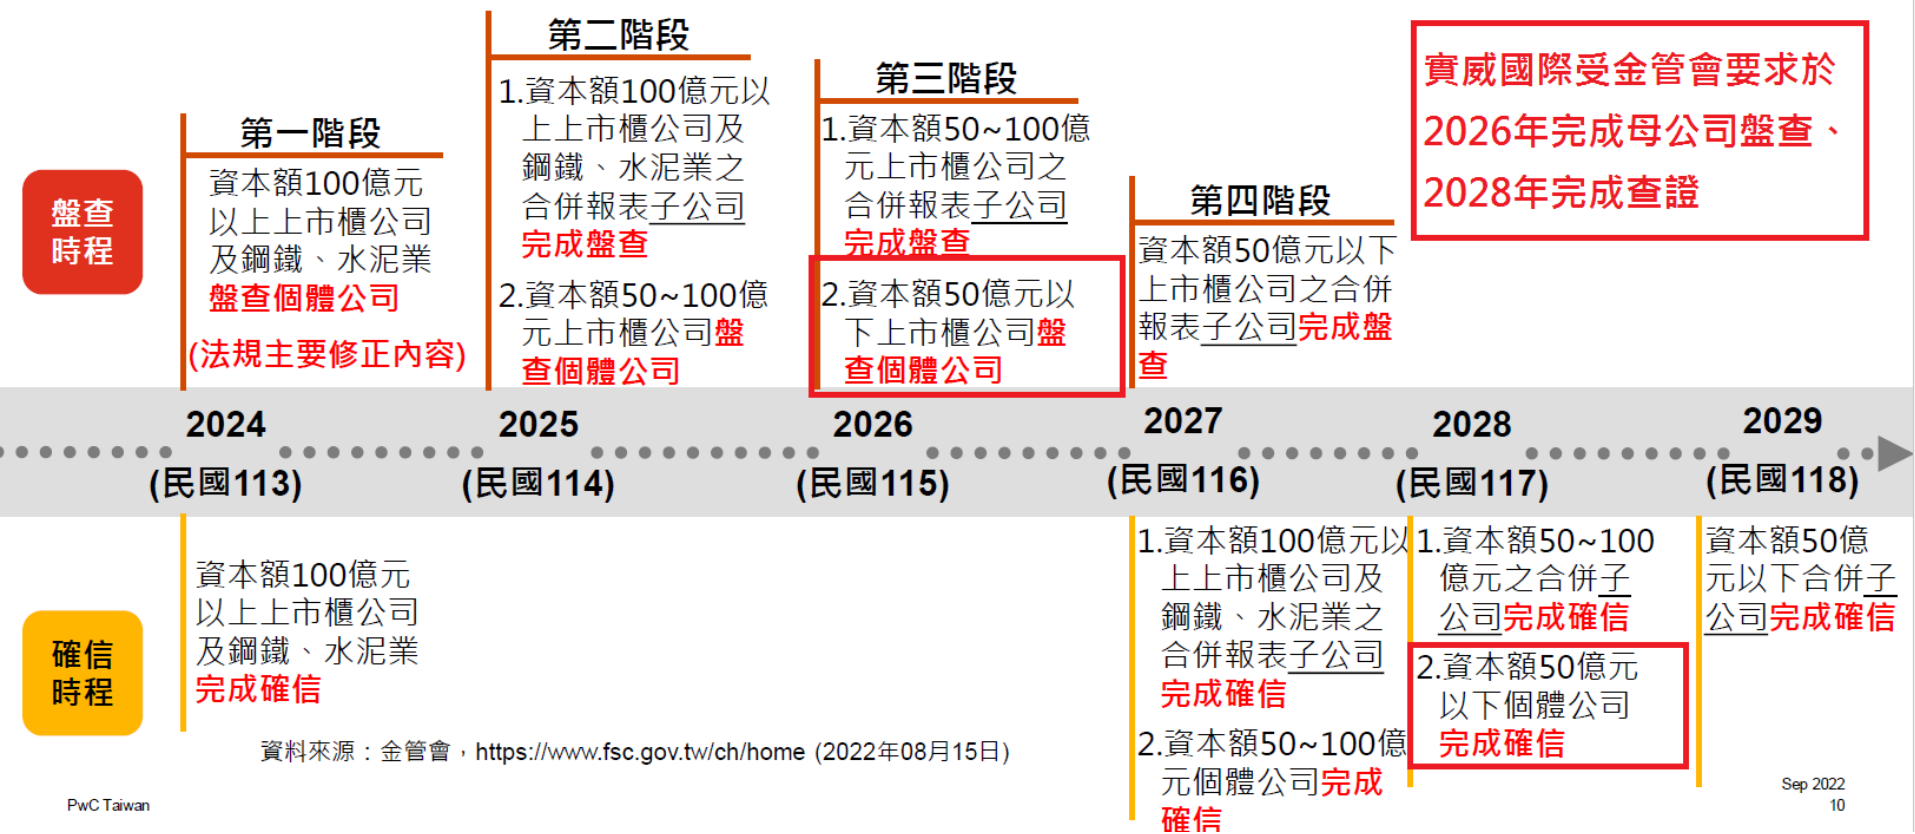 盤查
時程
第一階段
資本額100億元
以上上市櫃公司
及鋼鐵、水泥業
盤查個體公司
(法規主要修正內容)
第二階段
1.資本額100億元以
上上市櫃公司及
鋼鐵、水泥業之
合併報表子公司
完成盤查
2.資本額50~100億
元上市櫃公司盤
查個體公司
第三階段
1.資本額50~100億
元上市櫃公司之
合併報表子公司
完成盤查
2.資本額50億元以
下上市櫃公司盤
查個體公司
第四階段
資本額50億元以下
上市櫃公司之合併
報表子公司完成盤
查
實威國際受金管會要求於
2026年完成母公司盤查、
2028年完成查證
2024
(民國113)
2025
(民國114)
2026
(民國115)
2027
(民國116)
2028
(民國117)
2029
(民國118)
確信
時程
資本額100億元
以上上市櫃公司
及鋼鐵、水泥業
完成確信
1.資本額100億元以
上上市櫃公司及
鋼鐵、水泥業之
合併報表子公司
完成確信
2.資本額50~100億
元個體公司完成
確信
1.資本額50~100
億元之合併子
公司完成確信
2.資本額50億元
以下個體公司
完成確信
資本額50億
元以下合併子
公司完成確信
資料來源：金管會，https://www.fsc.gov.tw/ch/home (2022年08月15日)
PwC Taiwan
Sep 2022
10